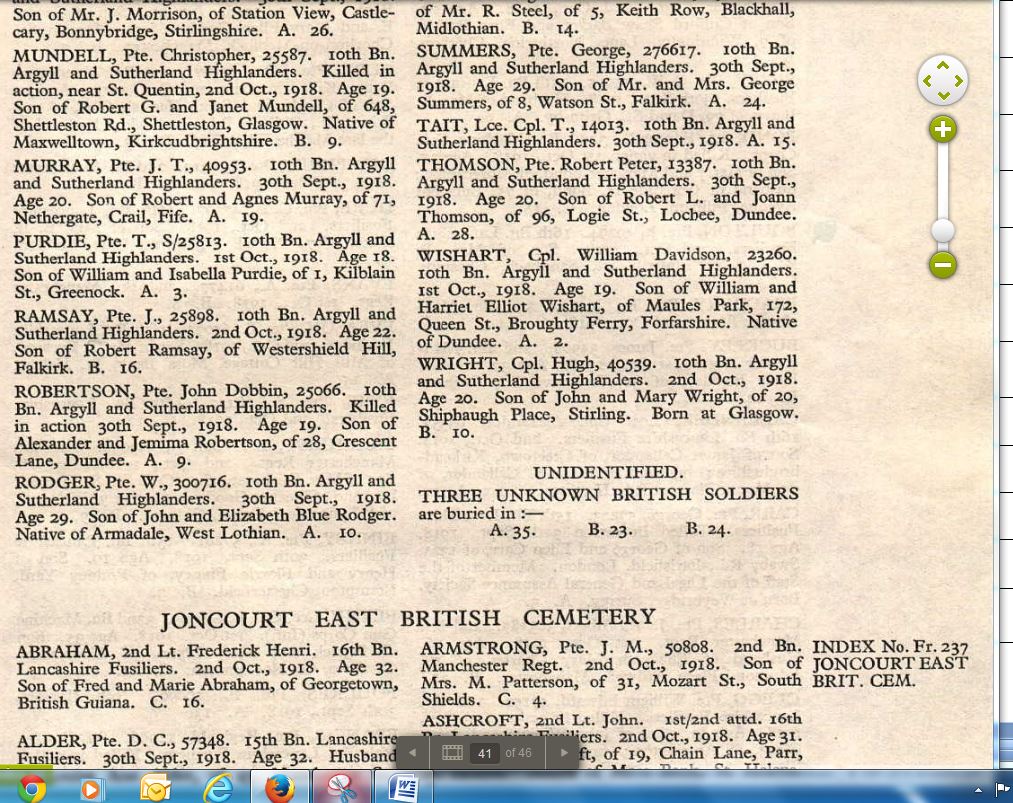 Son of Mr. J. Morrison, of Station View, Castle-
cary, Bonnybridge, Stirlingshire. A. 26.
MUNDELL, Pte. Christopher, 25587. 10th Bn.
Argyll and Sutherland Highlanders. Killed in
action, near St. Quentin, 2nd Oct., 1918. Age 19.
Son of Robert G. and Janet Mundell, of 648,
Shettleston Rd., Shettleston, Glasgow. Native of
Maxwelltown, Kirkcudbrightshire. B. 9.
MURRAY, Pte. J. T., 40953. 10th Bn. Argyll
and Sutherland Highlanders. 30th Sept., 1918.
Age 20. Son of Robert and Agnes Murray, of 71,
Nethergate, Crail, Fife. A. 19.
PURDIE, Pte. T., S/25813. 10th Bn. Argyll and
Sutherland Highlanders. 1st Oct., 1918. Age 18.
Son of William and Isabella Purdie, of 1, Kilblain
St., Greenock. A. 3.
RAMSAY, Pte. J., 25898. 10th Bn. Argyll and
Sutherland Highlanders. 2nd Oct., 1918. Age 22.
Son of Robert Ramsay, of Westershield Hill,
Falkirk. B. 16.
ROBERTSON, Pte. John Dobbin, 25066. 10th
Bn. Argyll and Sutherland Highlanders. Killed
in action 30th Sept., 1918. Age 19. Son of
Alexander and Jemima Robertson, of 28, Crescent
Lane, Dundee. A. 9.
RODGER, Pte. W., 300716. 10th Bn. Argyll and
Sutherland Highlanders. 30th Sept., 1918.
Age 29. Son of John and Elizabeth Blue Rodger.
Native of Armadale, West Lothian. A. 10.
of Mr. R. Steel, of 5, Keith Row, Blackhall,
Midlothian. B. 14.
SUMMERS, Pte. George, 276617. 10th Bn.
Argyll and Sutherland Highlanders. 30th Sept.,
1918. Age 29. Son of Mr. and Mrs. George
Summers, of 8, Watson St., Falkirk. A. 24.
TAIT, Lce. Cpl. T., 14013. 10th Bn. Argyll and
Sutherland Highlanders. 30th Sept., 1918. A. 15.
THOMSON, Pte. Robert Peter, 13387. 10th Bn.
Argyll and Sutherland Highlanders. 30th Sept.,
1918. Age 20. Son of Robert L. and Joann
Thomson, of 96, Logie St., Lochee, Dundee.
A. 28.
WISHART, Cpl. William Davidson, 23260.
10th Bn. Argyll and Sutherland Highlanders.
1st Oct., 1918. Age 19. Son of William and
Harriet Elliot Wishart, of Maules Park, 172,
Queen St., Broughty Ferry, Forfarshire. Native
of Dundee. A. 2.
WRIGHT, Cpl. Hugh, 40539. 10th Bn. Argyll
and Sutherland Highlanders. 2nd Oct., 1918.
Age 20. Son of John and Mary Wright, of 20,
Shiphaugh Place, Stirling. Born at Glasgow.
B. 10.
UNIDENTIFIED.
THREE UNKNOWN BRITISH SOLDIERS
are buried in :—
A. 35. B. 23. B. 24.
JONCOURT EAST BRITISH CEMETERY
ABRAHAM, 2nd Lt. Frederick Henri. 16th Bn.
Lancashire Fusiliers. 2nd Oct., 1918. Age 32.
Son of Fred and Marie Abraham, of Georgetown,
British Guiana. C. 16.
ALDER, Pte. D. C., 57348. 15th Bn. Lancashire
Fusiliers. 30th Sept., 1918. Age 32. Husband
ARMSTRONG, Pte. J. M., 50808. 2nd Bn.
Manchester Regt. 2nd Oct., 1918. Son of
Mrs. M. Patterson, of 31, Mozart St., South
Shields. C. 4.
ASHCROFT, 2nd Lt. John. 1st/2nd attd. 16th
2nd Oct., 1918. Age 31.
of 19, Chain Lane, Parr,
INDEX No. Fr. 237
JONCOURT EAST
BRIT. CEM.
41 of 46